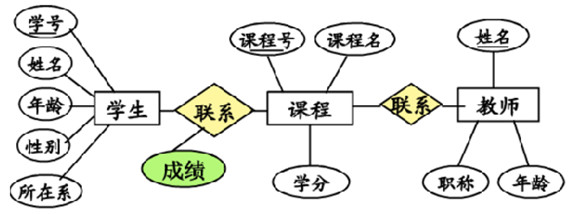 学号
姓名
年龄
性别
所在系
学生
联系
成绩
课程号
课程名
课程
学分
联系
姓名
教师
职称
年龄